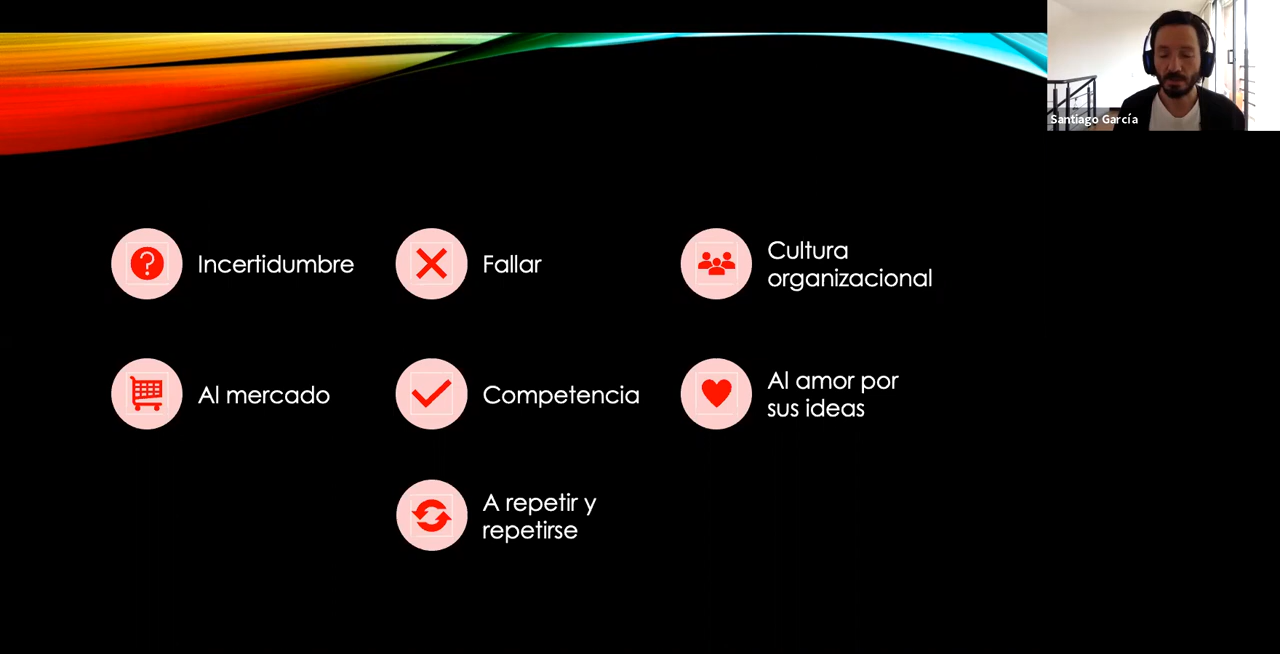 Santiago García
Incertidumbre
Fallar
Cultura
organizacional
Al mercado
Competencia
Al amor por
sus ideas
A repetir y
repetirse